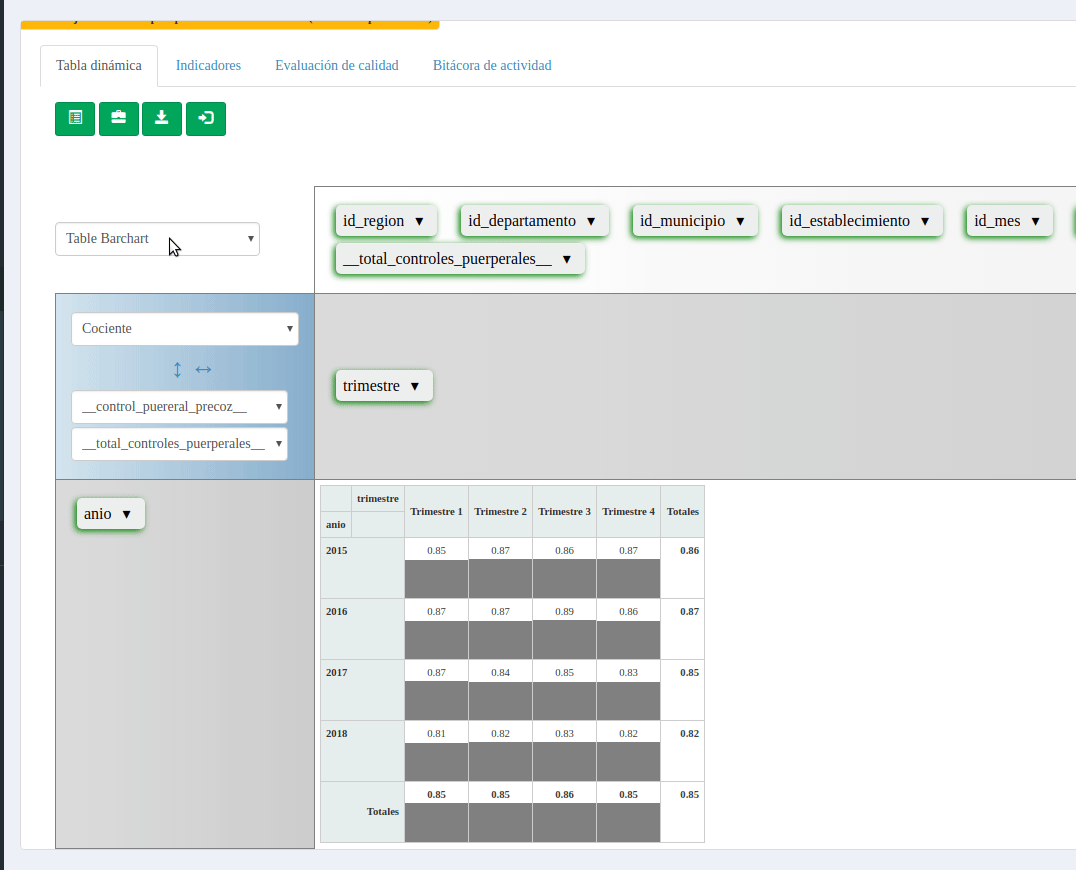 Tabla dinámica Indicadores Evaluación de calidad Bitácora de actividad
id_region ▼ id_departamento ▼ id_municipio ▼ id_establecimiento ▼ id_mes ▼
Table Barchart
__total_controles_puerperales__ ▼
Cociente
↕ ↔
trimestre ▼
__control_puereral_precoz__
__total_controles_puerperales__
anio ▼
trimestre Trimestre 1 Trimestre 2 Trimestre 3 Trimestre 4 Totales
anio
2015 0.85 0.87 0.86 0.87 0.86
2016 0.87 0.87 0.89 0.86 0.87
2017 0.87 0.84 0.85 0.83 0.85
2018 0.81 0.82 0.83 0.82 0.82
Totales 0.85 0.85 0.86 0.85 0.85